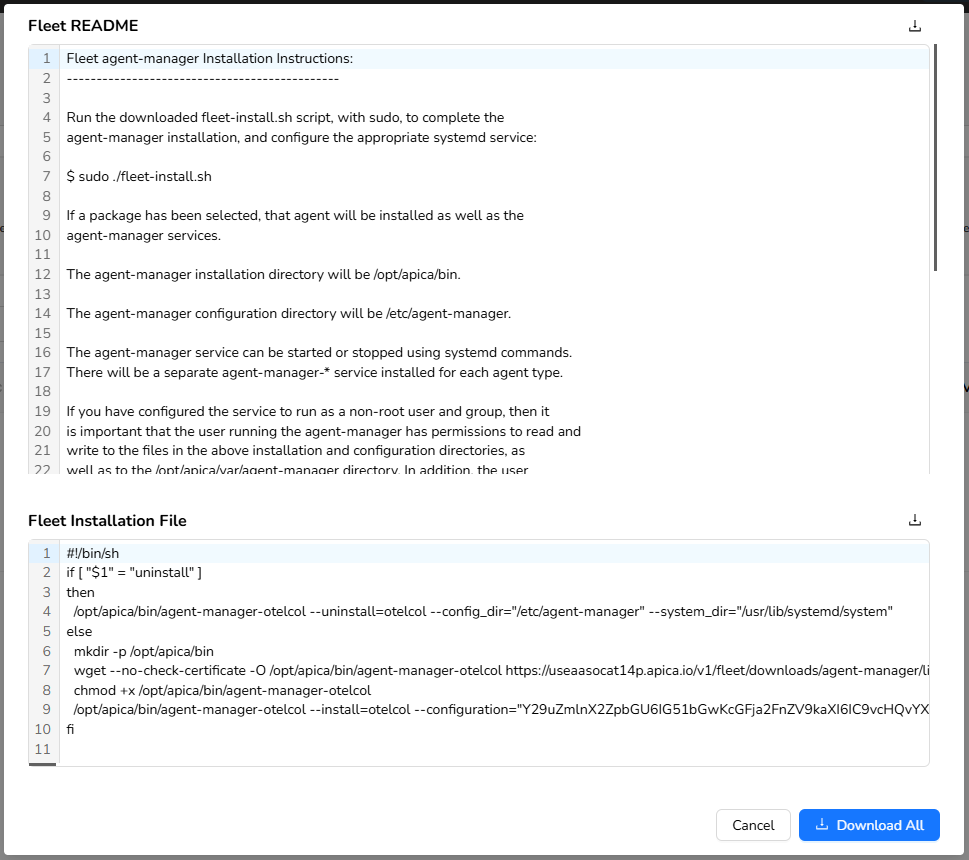 Fleet README
1 Fleet agent-manager Installation Instructions:
2 ----------------------------------------------
3
4 Run the downloaded fleet-install.sh script, with sudo, to complete the
5 agent-manager installation, and configure the appropriate systemd service:
6
7 $ sudo ./fleet-install.sh
8
9 If a package has been selected, that agent will be installed as well as the
10 agent-manager services.
11
12 The agent-manager installation directory will be /opt/apica/bin.
13
14 The agent-manager configuration directory will be /etc/agent-manager.
15
16 The agent-manager service can be started or stopped using systemd commands.
17 There will be a separate agent-manager-* service installed for each agent type.
18
19 If you have configured the service to run as a non-root user and group, then it
20 is important that the user running the agent-manager has permissions to read and
21 write to the files in the above installation and configuration directories, as
22 well as to the /opt/apica/var/agent-manager directory. In addition, the user
Fleet Installation File
1 #!/bin/sh
2 if [ "$1" = "uninstall" ]
3 then
4 /opt/apica/bin/agent-manager-otelcol --uninstall=otelcol --config_dir="/etc/agent-manager" --system_dir="/usr/lib/systemd/system"
5 else
6 mkdir -p /opt/apica/bin
7 wget --no-check-certificate -O /opt/apica/bin/agent-manager-otelcol https://useaasocat14p.apica.io/v1/fleet/downloads/agent-manager/li
8 chmod +x /opt/apica/bin/agent-manager-otelcol
9 /opt/apica/bin/agent-manager-otelcol --install=otelcol --configuration="Y29uZmlnX2ZpbGU6IG51bGwKcGFja2FnZV9kaXI6IC9vcHQvYX
10 fi
11
Cancel
Download All